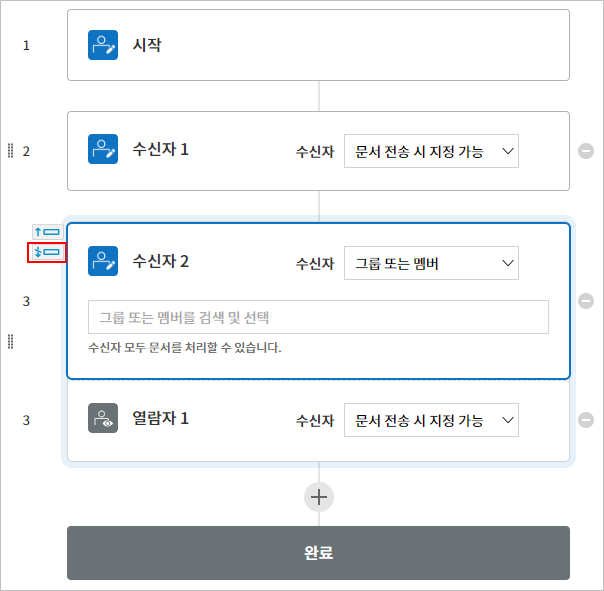 1 시작
2 수신자 1 수신자 문서 전송 시 지정 가능
수신자 2 수신자 그룹 또는 멤버
3
그룹 또는 멤버를 검색 및 선택
수신자 모두 문서를 처리할 수 있습니다.
3 열람자 1 수신자 문서 전송 시 지정 가능
완료